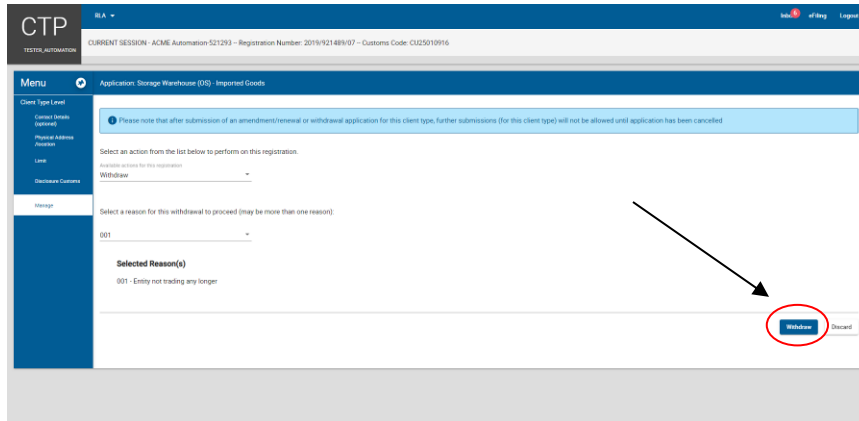 CTP
TESTER_AUTOMATION
RLA
6
eFiling
Logout
CURRENT SESSION - ACME Automation-521293 – Registration Number: 2019/921489/07 – Customs Code: CU25010916
Menu
Application: Storage Warehouse (OS) - Imported Goods
Client Type Level
Contact Details
(optional)
Physical Address
Limit
Disclosure Customs
Manage
Please note that after submission of an amendment/renewal or withdrawal application for this client type, further submissions (for this client type) will not be allowed until application has been cancelled
Select an action from the list below to perform on this registration.
Available actions for this registration
Withdraw
Select a reason for this withdrawal to proceed (may be more than one reason):
001
Selected Reason(s)
001 - Entity not trading any longer
Withdraw
Discard